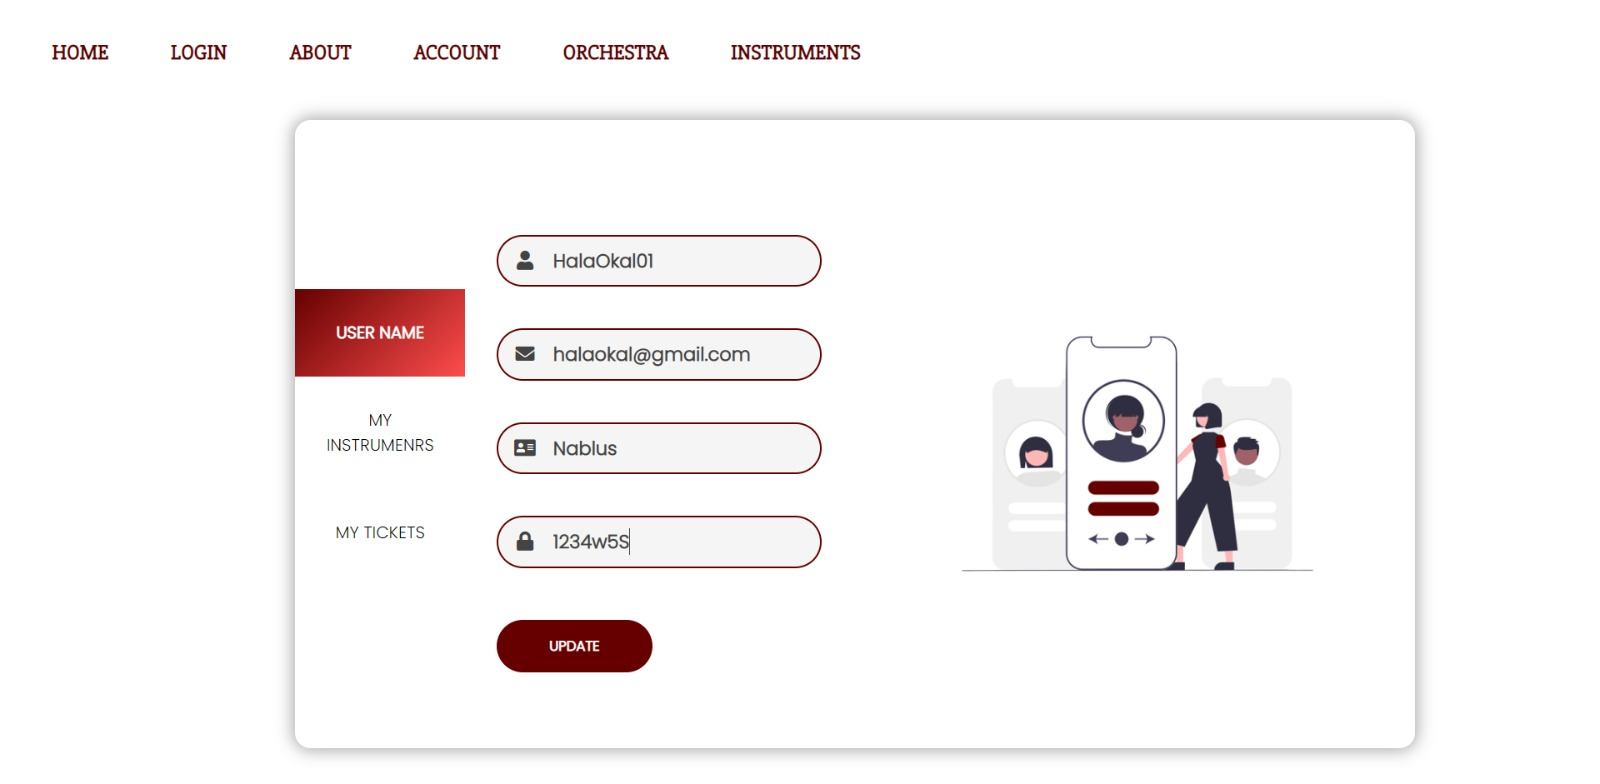 HOME LOGIN ABOUT ACCOUNT ORCHESTRA INSTRUMENTS
USER NAME
MY
INSTRUMENRS
MY TICKETS
HalaOkal01
halaokal@gmail.com
Nablus
1234w5S
UPDATE